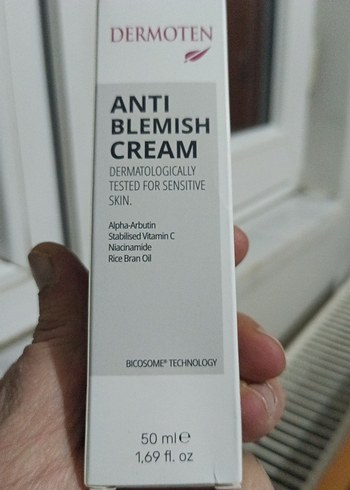 DERMOTEN
ANTI
BLEMISH
CREAM
DERMATOLOGICALLY
TESTED FOR SENSITIVE
SKIN.
Alpha-Arbutin
Stabilised Vitamin C
Niacinamide
Rice Bran Oil
BICOSOME® TECHNOLOGY
50 ml ℮
1,69 fl. oz